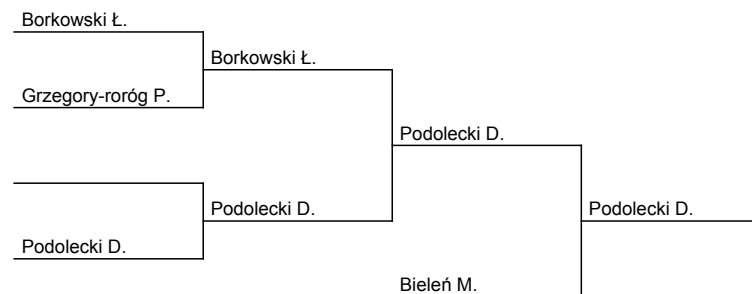 Borkowski Ł.
Borkowski Ł.
Grzegory-roróg P.
Podolecki D.
Podolecki D.
Podolecki D.
Podolecki D.
Bieleń M.